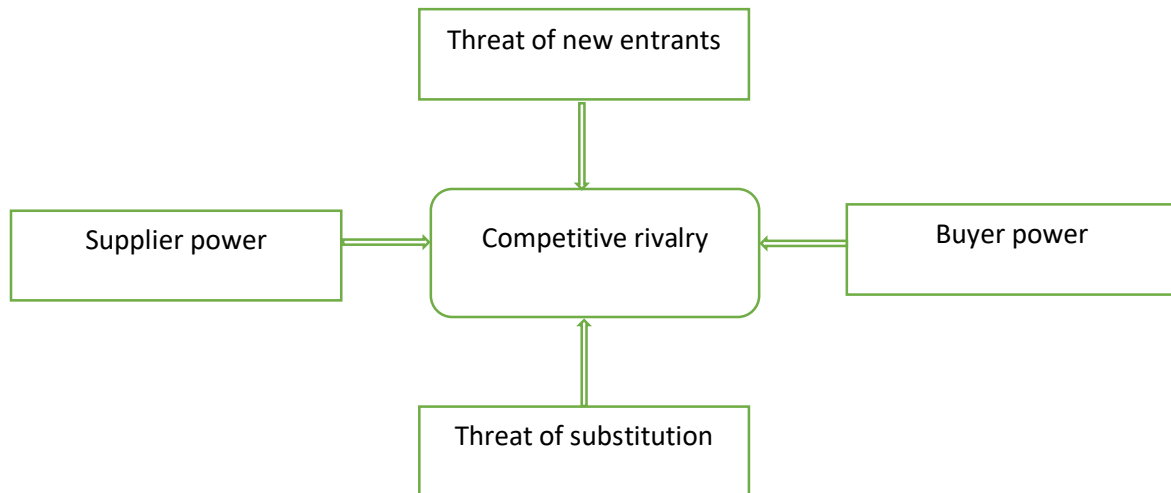 Threat of new entrants
Supplier power
Competitive rivalry
Buyer power
Threat of substitution